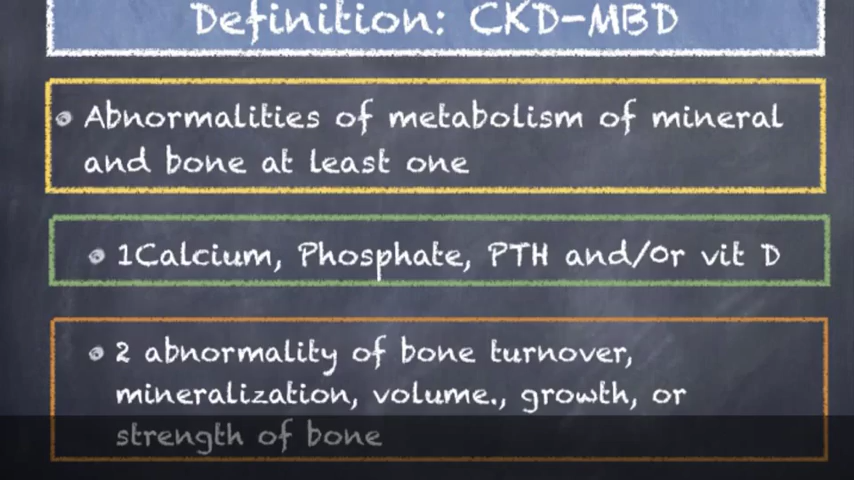 Definition: CKD-MBD
Abnormalities of metabolism of mineral
and bone at least one
1Calcium, Phosphate, PTH and/or vit D
2 abnormality of bone turnover,
mineralization, volume., growth, or
strength of bone